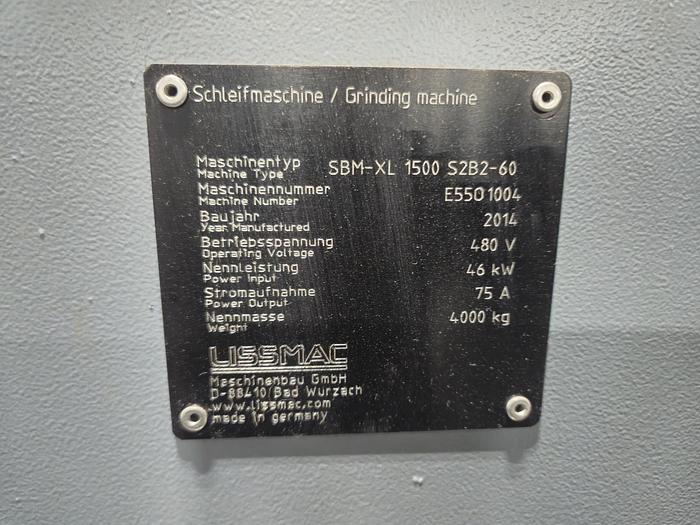 Schleifmaschine / Grinding machine
Maschinentyp SBM-XL 1500 S2B2-60
Machine Type
Maschinennummer E5501004
Machine Number
Baujahr 2014
Year Manufactured
Betriebsspannung 480 V
Operating Voltage
Nennleistung 46 kW
Power Input
Stromaufnahme 75 A
Power Output
Nennmasse 4000 kg
Weight
LISSMAC
Maschinenbau GmbH
D-88410/Bad Wurzach
www.lissmac.com
made in germany